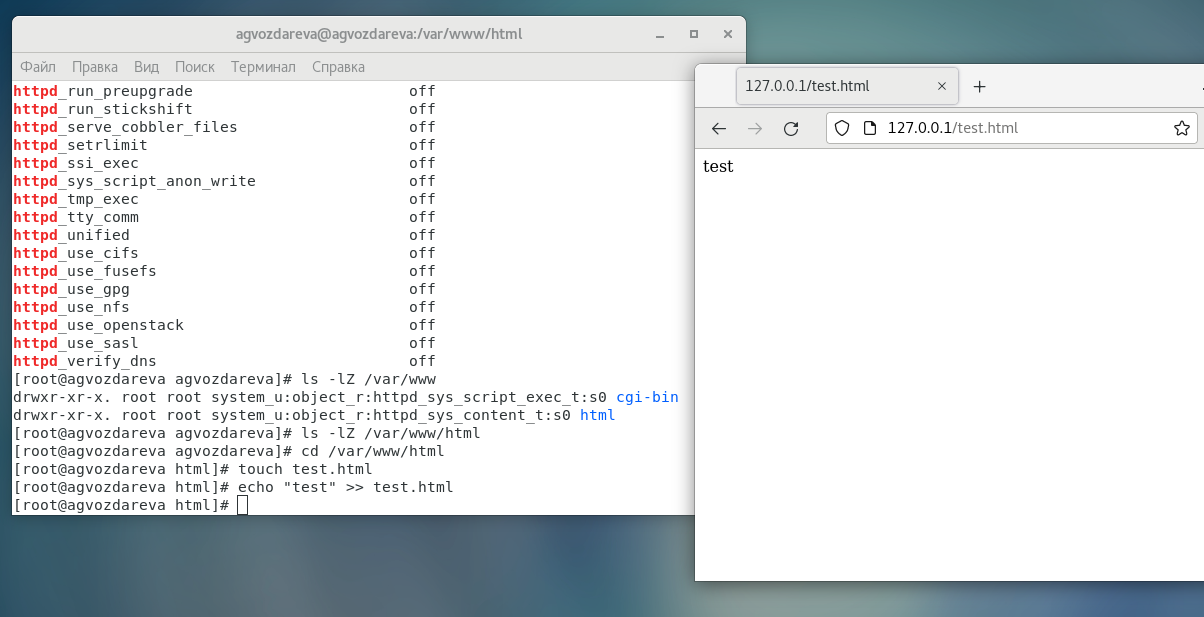 agvozdareva@agvozdareva:/var/www/html
Файл Правка Вид Поиск Терминал Справка
httpd_run_preupgrade off
httpd_run_stickshift off
httpd_serve_cobbler_files off
httpd_setrlimit off
httpd_ssi_exec off
httpd_sys_script_anon_write off
httpd_tmp_exec off
httpd_tty_comm off
httpd_unified off
httpd_use_cifs off
httpd_use_fusefs off
httpd_use_gpg off
httpd_use_nfs off
httpd_use_openstack off
httpd_use_sasl off
httpd_verify_dns off
[root@agvozdareva agvozdareva]# ls -lZ /var/www
drwxr-xr-x. root root system_u:object_r:httpd_sys_script_exec_t:s0 cgi-bin
drwxr-xr-x. root root system_u:object_r:httpd_sys_content_t:s0 html
[root@agvozdareva agvozdareva]# ls -lZ /var/www/html
[root@agvozdareva agvozdareva]# cd /var/www/html
[root@agvozdareva html]# touch test.html
[root@agvozdareva html]# echo "test" >> test.html
[root@agvozdareva html]#
127.0.0.1/test.html
127.0.0.1/test.html
test